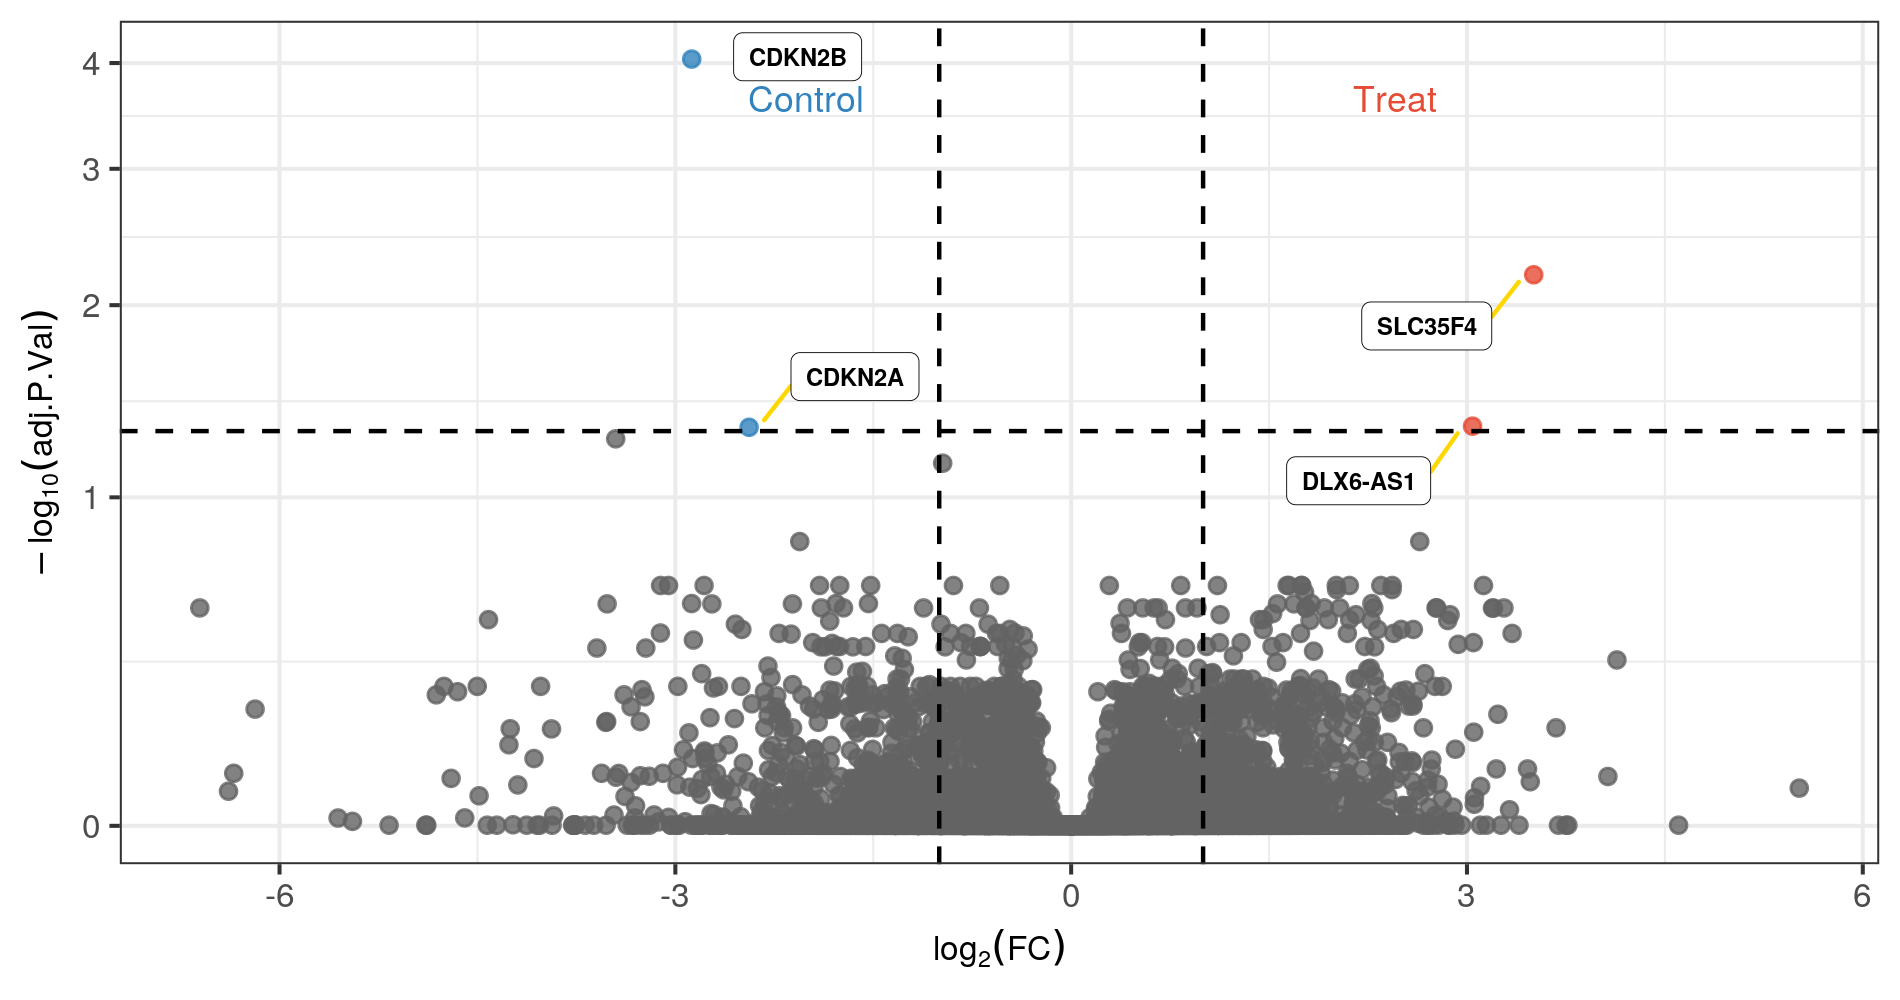 CDKN2B
Control
Treat
SLC35F4
CDKN2A
DLX6-AS1
4
3
2
1
0
−log10(adj.P.Val)
-6
-3
0
3
6
log2(FC)